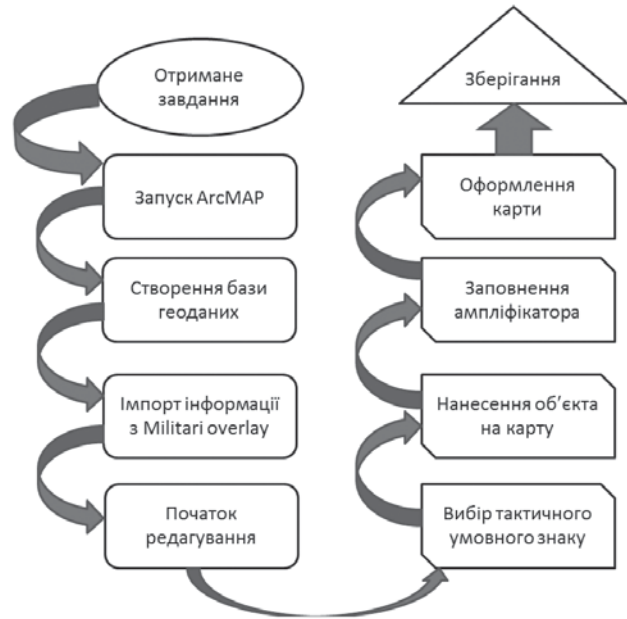 Отримане
завдання
Запуск ArcMAP
Створення бази
геоданих
Імпорт інформації
з Militari overlay
Початок
редагування
Вибір тактичного
умовного знаку
Нанесення об’єкта
на карту
Заповнення
ампліфікатора
Оформлення
карти
Зберігання